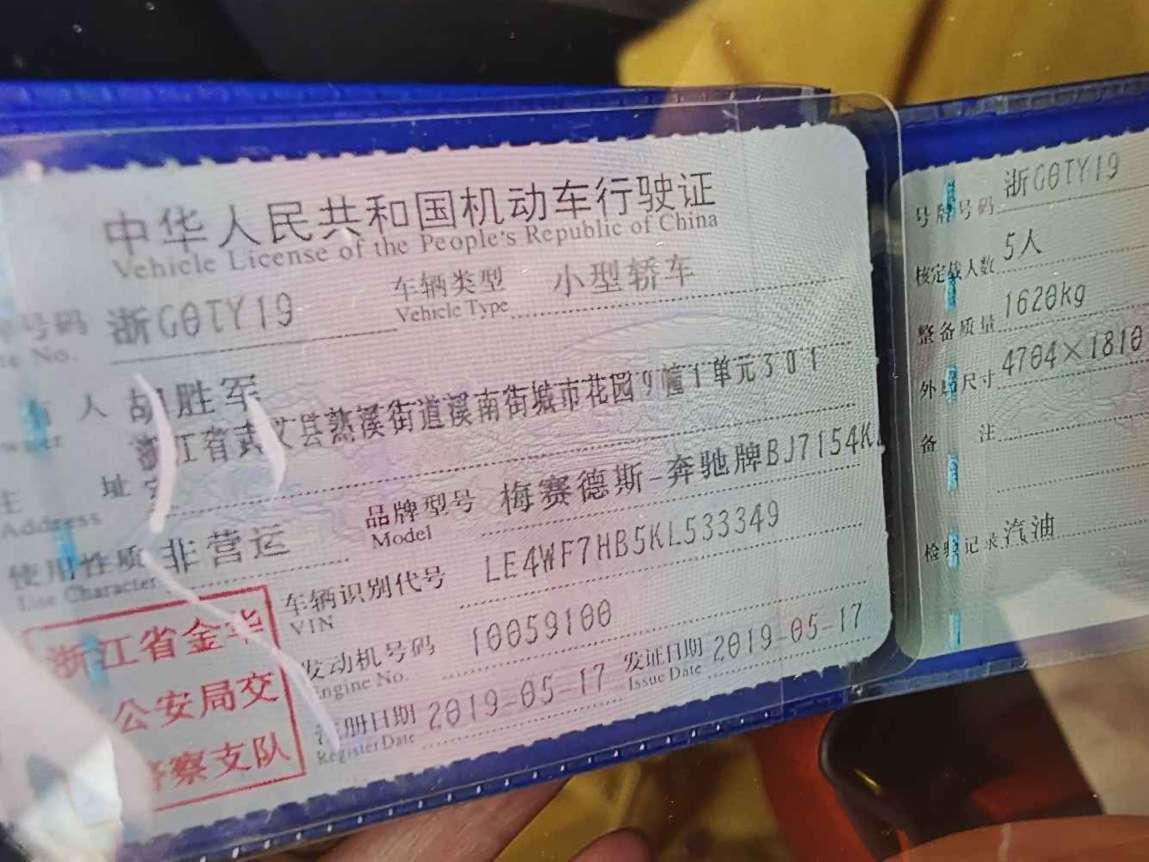 中华人民共和国机动车行驶证
Vehicle License of the People's Republic of China
号码 浙G0TY19 车辆类型 小型轿车
No. Vehicle Type
人 胡胜军
浙江省武义县熟溪街道溪南街城市花园9幢1单元301
址
Address
品牌型号 梅赛德斯-奔驰牌BJ7154K
Model
使用性质 非营运
Use Character
车辆识别代号 LE4WF7HB5KL533349
VIN
发动机号码 10059100
Engine No.
注册日期 2019-05-17 发证日期 2019-05-17
Register Date Issue Date
浙江省金华
公安局交
警察支队
号牌号码 浙G0TY19
核定载人数 5人
整备质量 1620kg
外廓尺寸 4704×1810
备 注
检验记录 汽油